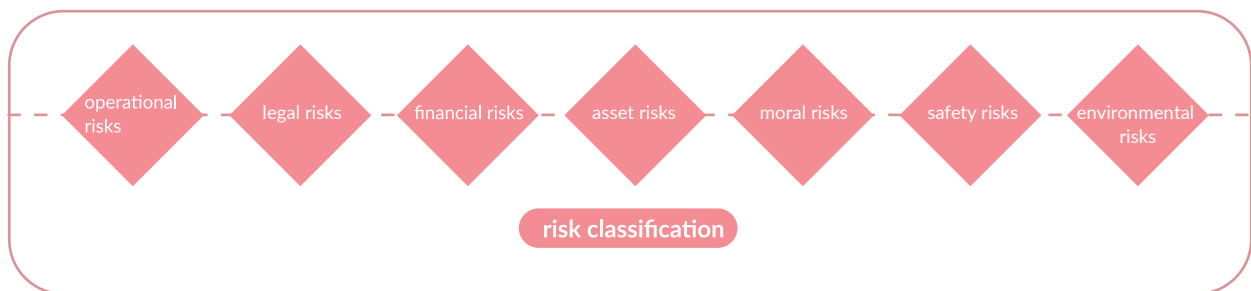 operational
risks
legal risks
financial risks
asset risks
moral risks
safety risks
environmental
risks
risk classification